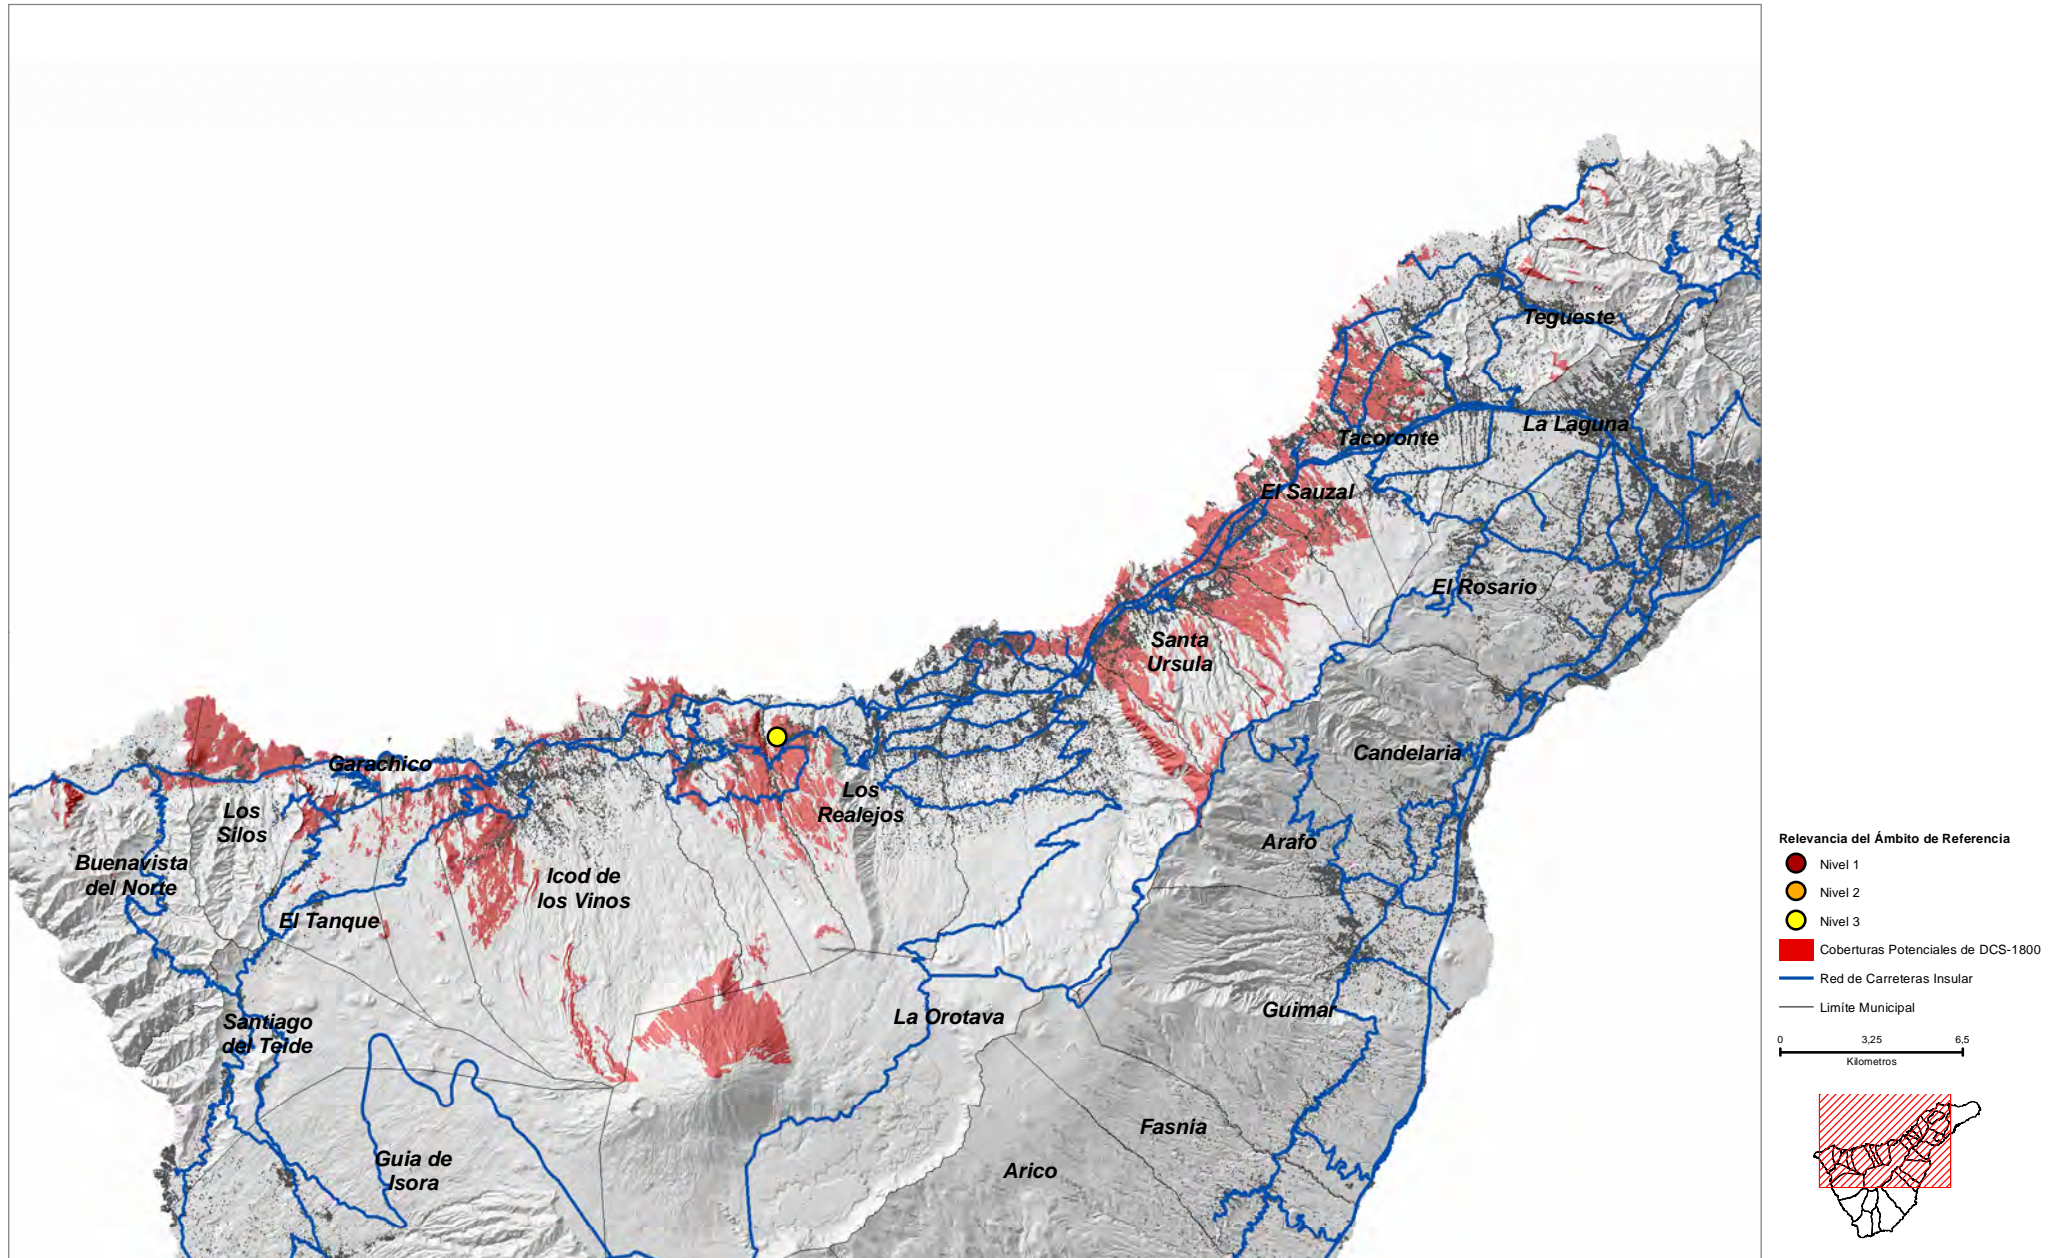 Tegueste
La Laguna
Tacoronte
El Sauzal
El Rosario
Santa
Ursula
Candelaria
Garachico
Los
Silos
Los
Realejos
Arafo
Buenavista
del Norte
Icod de
los Vinos
El Tanque
Guimar
La Orotava
Santiago
del Teide
Fasnia
Guia de
Isora
Arico
Relevancia del Ámbito de Referencia
Nivel 1
Nivel 2
Nivel 3
Coberturas Potenciales de DCS-1800
Red de Carreteras Insular
Limíte Municipal
0 3,25 6,5
Kilometros